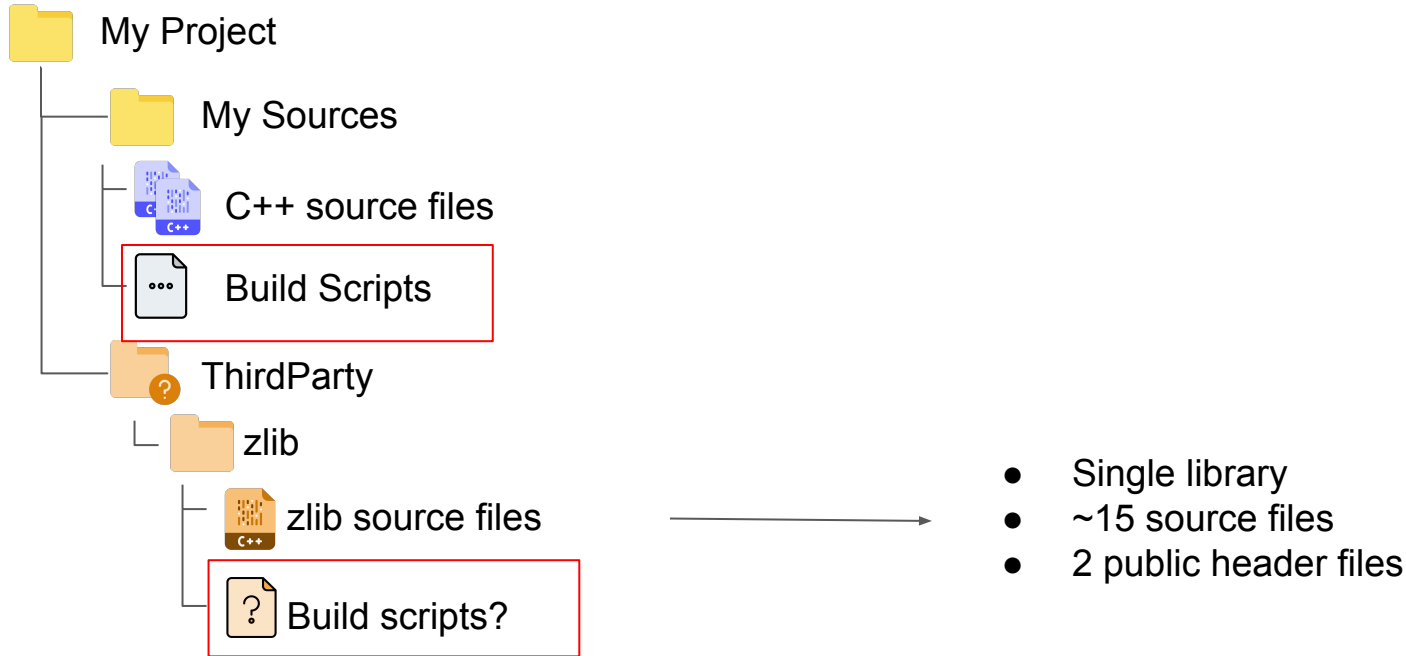 My Project
My Sources
C++
C++ source files
Build Scripts
?
ThirdParty
zlib
C++
zlib source files
● Single library
● ~15 source files
● 2 public header files
?
Build scripts?